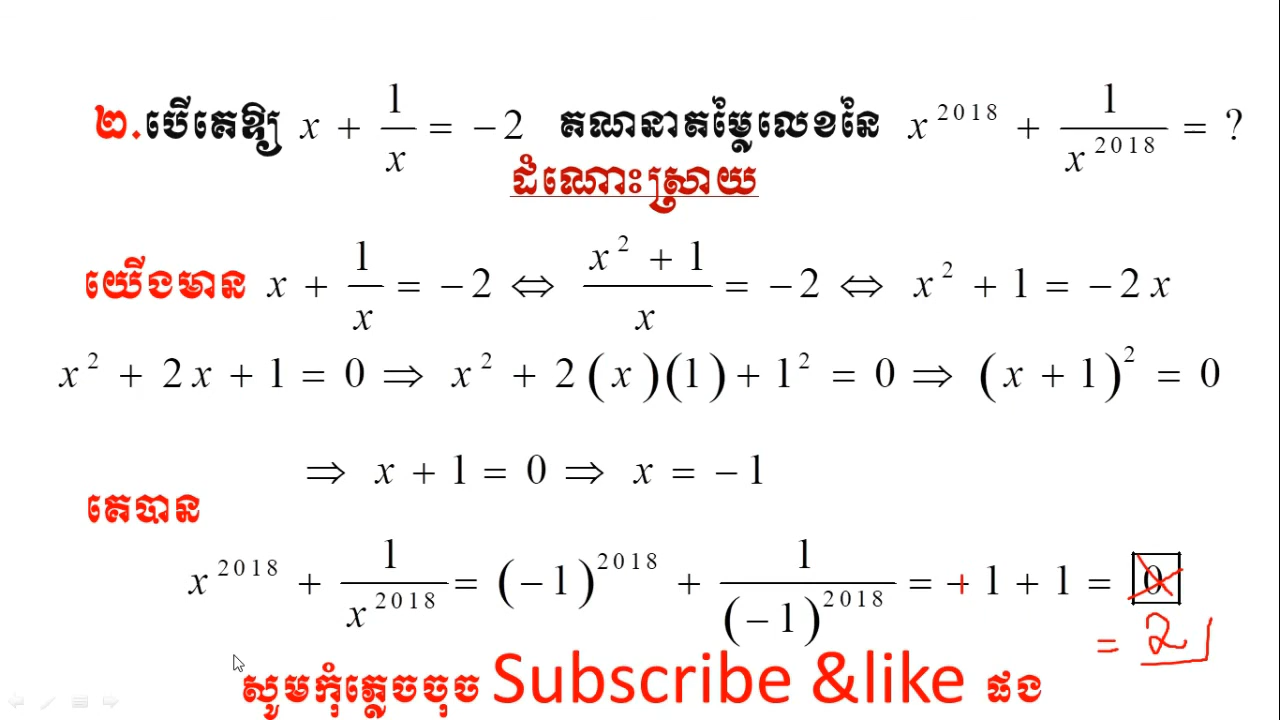 ២.បើគេឱ្យ x + 1/x = −2 គណនាតម្លៃលេខនៃ x^2018 + 1/x^2018 = ?
ដំណោះស្រាយ
យើងមាន x + 1/x = −2 ⇔ (x^2 + 1)/x = −2 ⇔ x^2 + 1 = −2x
x^2 + 2x + 1 = 0 ⇒ x^2 + 2(x)(1) + 1^2 = 0 ⇒ (x + 1)^2 = 0
⇒ x + 1 = 0 ⇒ x = −1
គេបាន
x^2018 + 1/x^2018 = (−1)^2018 + 1/(−1)^2018 = +1 + 1 = 0
= 2
សូមកុំភ្លេចចុច Subscribe &like ផង